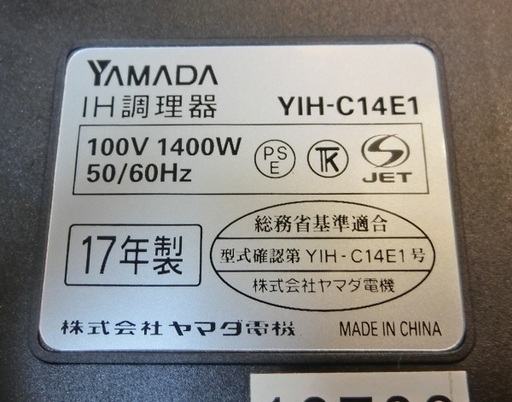 YAMADA
IH調理器 YIH-C14E1
100V 1400W
50/60Hz
PS
E
TK
S
JET
17年製
総務省基準適合
型式確認第 YIH-C14E1号
株式会社ヤマダ電機
株式会社ヤマダ電機 MADE IN CHINA